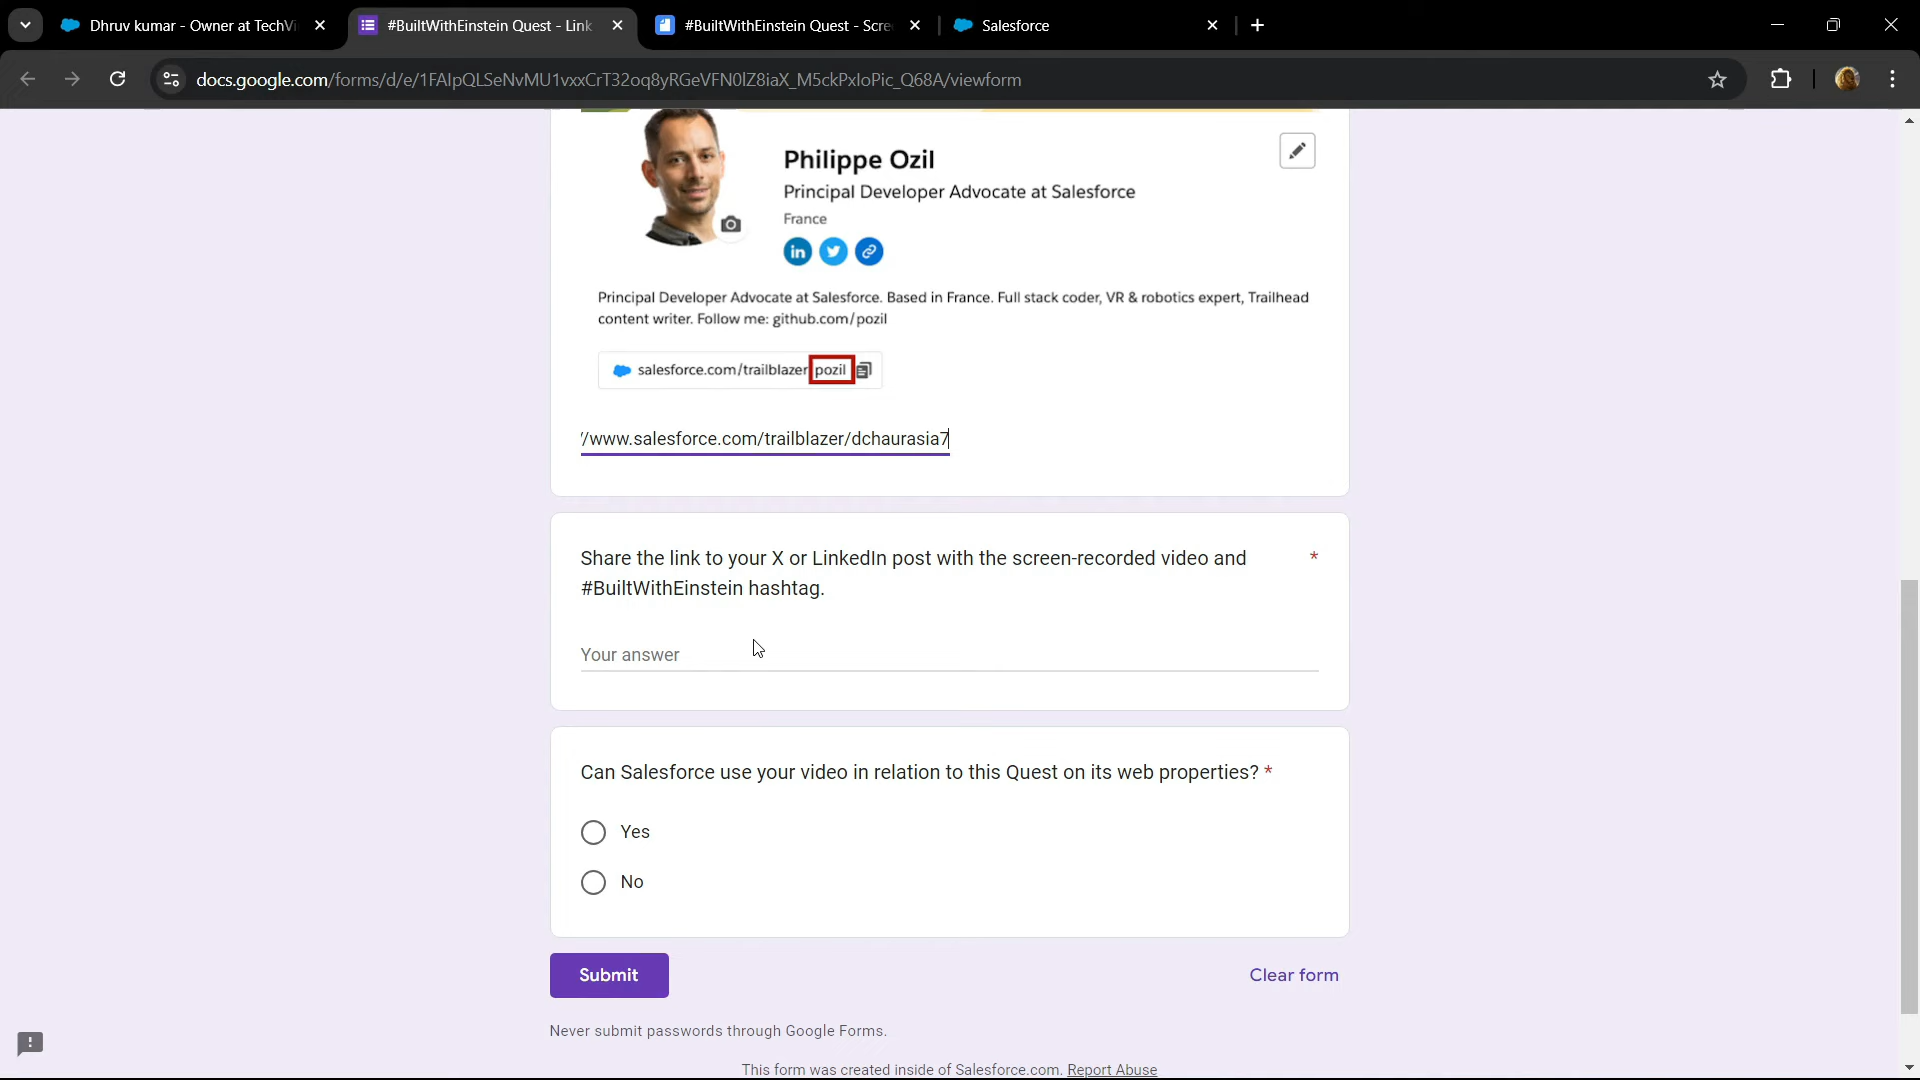 Dhruv kumar - Owner at TechVi
#BuiltWithEinstein Quest - Link
#BuiltWithEinstein Quest - Scre
Salesforce
docs.google.com/forms/d/e/1FAIpQLSeNvMU1vxxCrT32oq8yRGeVFN0lZ8iaX_M5ckPxIoPic_Q68A/viewform
Philippe Ozil
Principal Developer Advocate at Salesforce
France
in
Principal Developer Advocate at Salesforce. Based in France. Full stack coder, VR & robotics expert, Trailhead
content writer. Follow me: github.com/pozil
salesforce.com/trailblazer pozil
//www.salesforce.com/trailblazer/dchaurasia7
Share the link to your X or LinkedIn post with the screen-recorded video and *
#BuiltWithEinstein hashtag.
Your answer
Can Salesforce use your video in relation to this Quest on its web properties? *
Yes
No
Submit
Clear form
Never submit passwords through Google Forms.
This form was created inside of Salesforce.com. Report Abuse